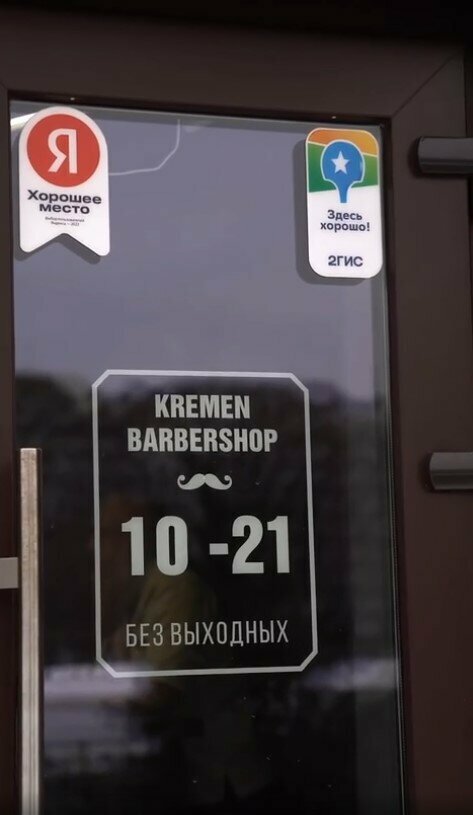 Я
Хорошее
место
Здесь
хорошо!
2ГИС
KREMEN
BARBERSHOP
10 -21
БЕЗ ВЫХОДНЫХ